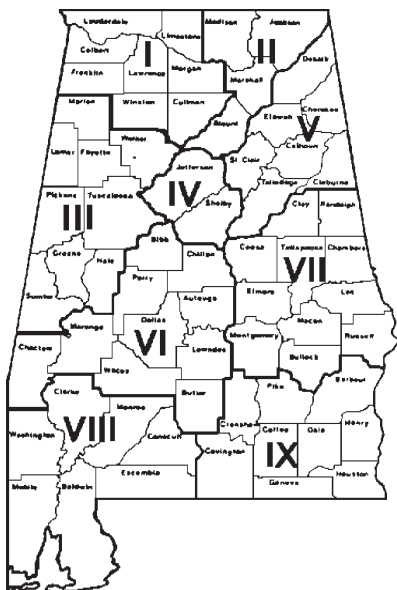 Lauderdale
Limestone
Madison
Jackson
Colbert
I
II
Franklin
Lawrence
Morgan
Marshall
DeKalb
Marion
Winston
Cullman
Blount
Etowah
Cherokee
V
Walker
Calhoun
Lamar
Fayette
Jefferson
St Clair
Cleburne
Talladega
IV
Shelby
Pickens
Tuscaloosa
Clay
Randolph
III
Bibb
Chilton
Coosa
Tallapoosa
Chambers
VII
Greene
Hale
Perry
Autauga
Elmore
Lee
Sumter
Dallas
Macon
Marengo
VI
Lowndes
Montgomery
Russell
Choctaw
Wilcox
Bullock
Clarke
Butler
Pike
Barbour
Monroe
VIII
Crenshaw
Coffee
Dale
Henry
Washington
Conecuh
Covington
IX
Escambia
Houston
Geneva
Mobile
Baldwin